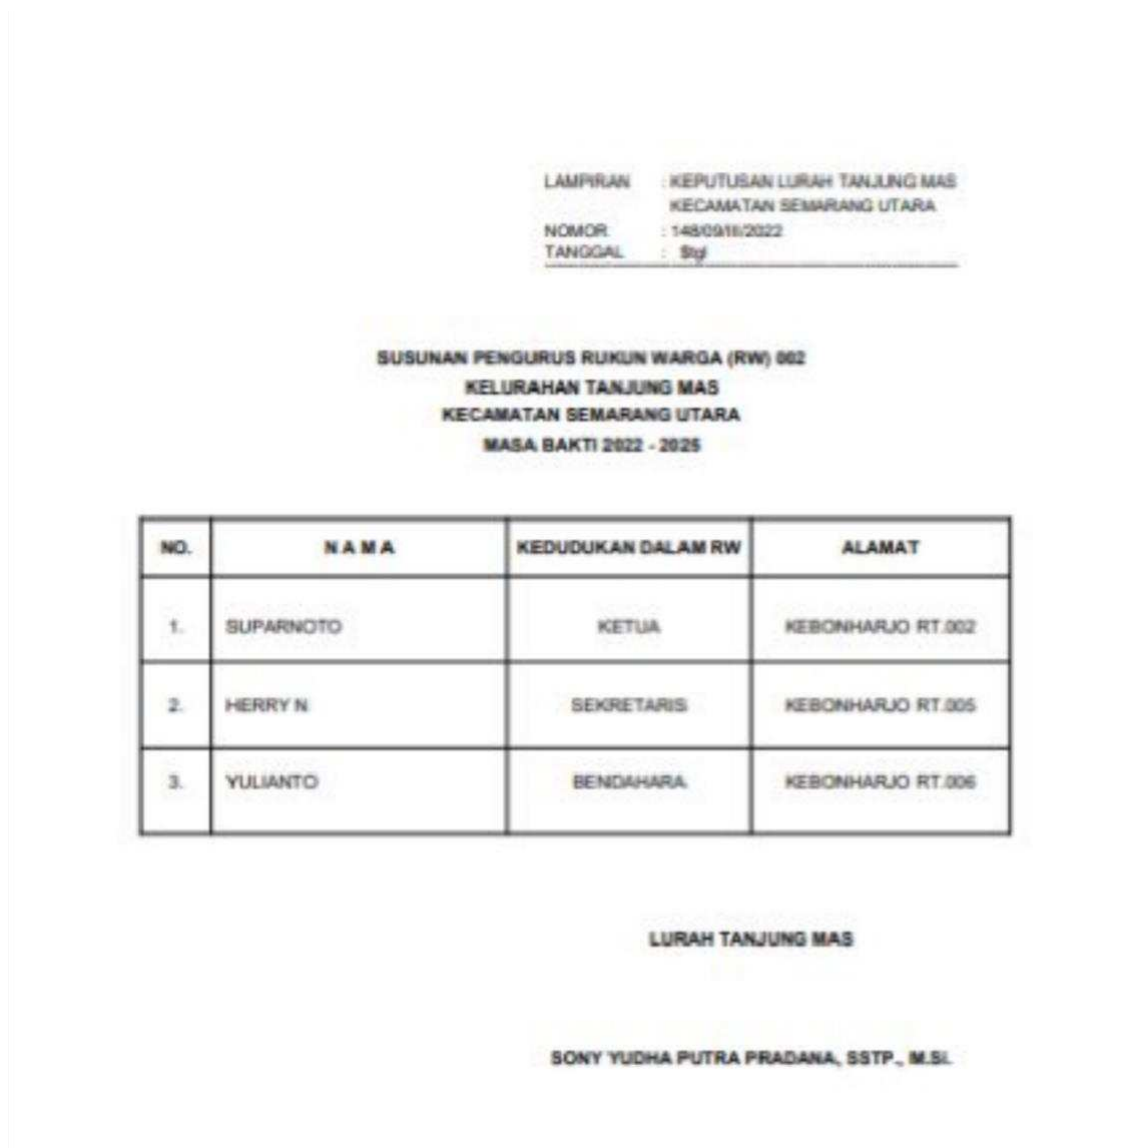 LAMPIRAN : KEPUTUSAN LURAH TANJUNG MAS
KECAMATAN SEMARANG UTARA
NOMOR : 148/09/III/2022
TANGGAL : $tgl
SUSUNAN PENGURUS RUKUN WARGA (RW) 002
KELURAHAN TANJUNG MAS
KECAMATAN SEMARANG UTARA
MASA BAKTI 2022 - 2025
NO. N A M A KEDUDUKAN DALAM RW ALAMAT
1. SUPARNOTO KETUA KEBONHARJO RT.002
2. HERRY N SEKRETARIS KEBONHARJO RT.005
3. YULIANTO BENDAHARA KEBONHARJO RT.006
LURAH TANJUNG MAS
SONY YUDHA PUTRA PRADANA, SSTP., M.Si.